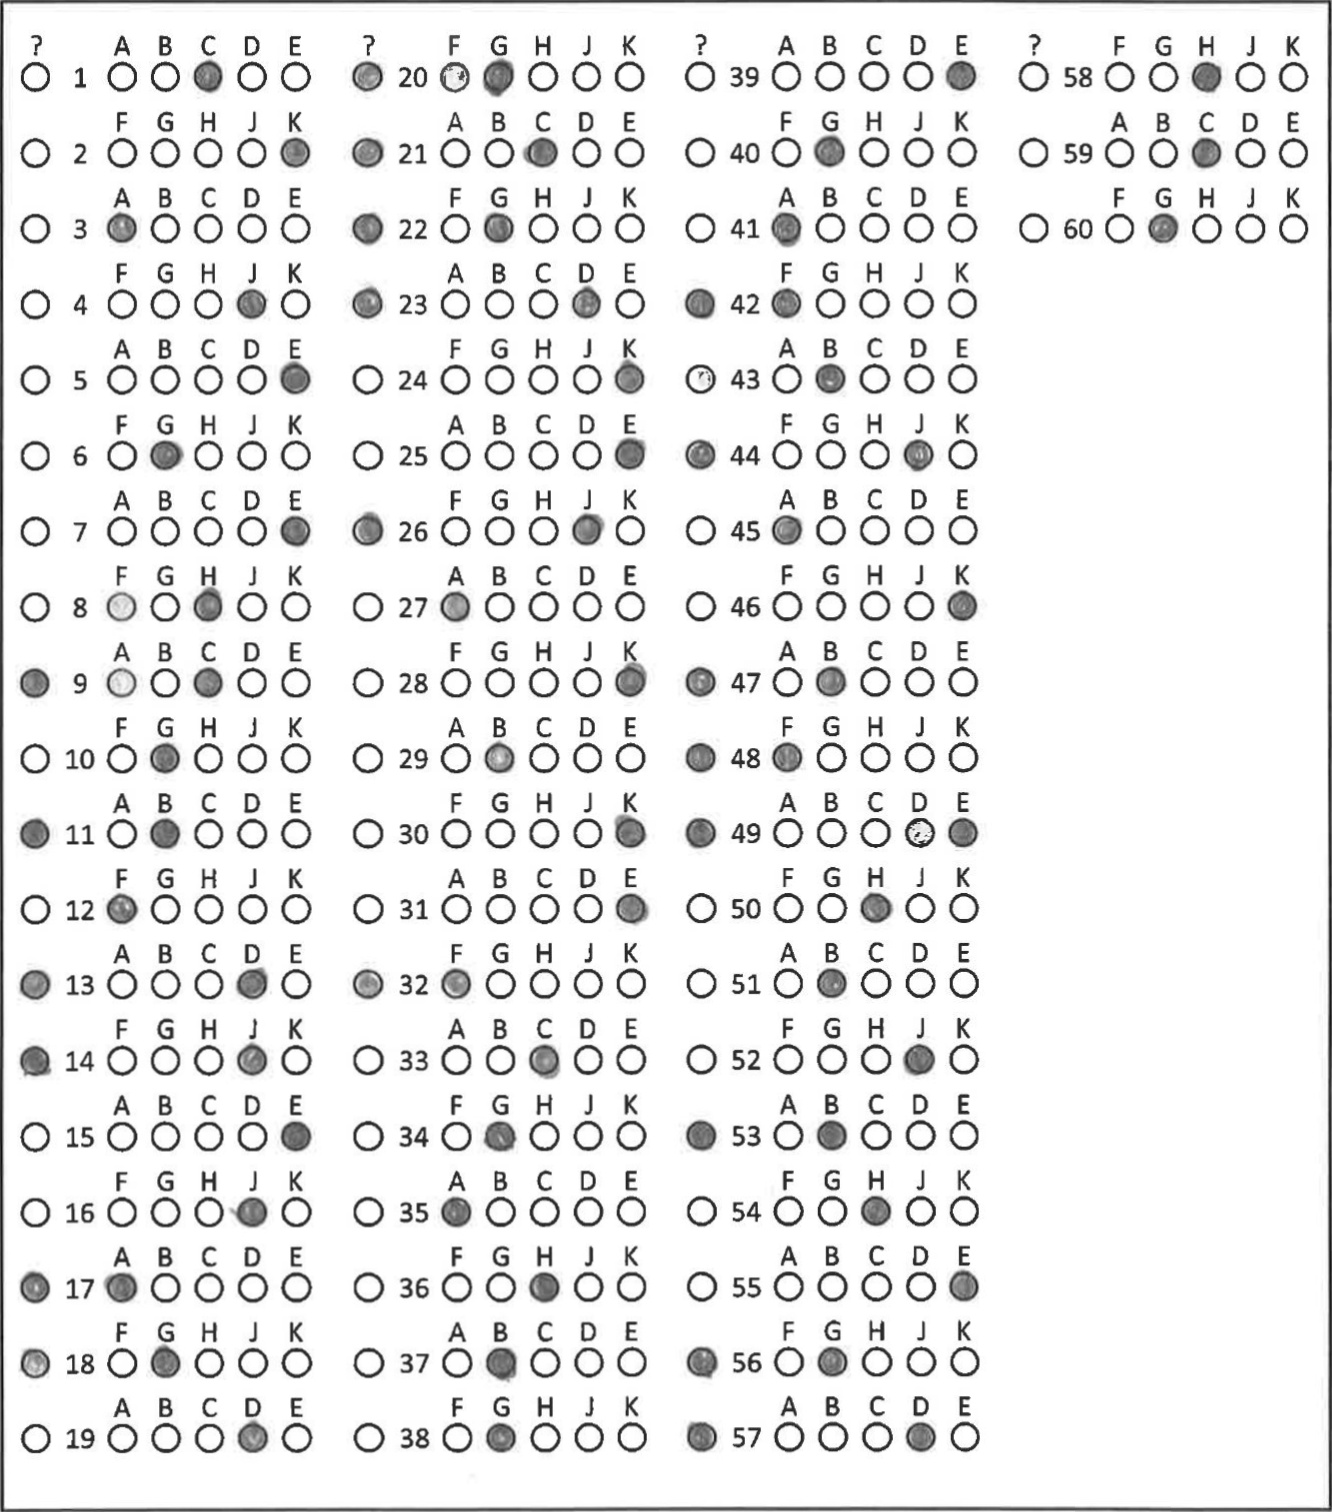 ? A B C D E
1
F G H J K
2
A B C D E
3
F G H J K
4
A B C D E
5
F G H J K
6
A B C D E
7
F G H J K
8
A B C D E
9
F G H J K
10
A B C D E
11
F G H J K
12
A B C D E
13
F G H J K
14
A B C D E
15
F G H J K
16
A B C D E
17
F G H J K
18
A B C D E
19
? F G H J K
20
A B C D E
21
F G H J K
22
A B C D E
23
F G H J K
24
A B C D E
25
F G H J K
26
A B C D E
27
F G H J K
28
A B C D E
29
F G H J K
30
A B C D E
31
F G H J K
32
A B C D E
33
F G H J K
34
A B C D E
35
F G H J K
36
A B C D E
37
F G H J K
38
? A B C D E
39
F G H J K
40
A B C D E
41
F G H J K
42
A B C D E
43
F G H J K
44
A B C D E
45
F G H J K
46
A B C D E
47
F G H J K
48
A B C D E
49
F G H J K
50
A B C D E
51
F G H J K
52
A B C D E
53
F G H J K
54
A B C D E
55
F G H J K
56
A B C D E
57
? F G H J K
58
A B C D E
59
F G H J K
60